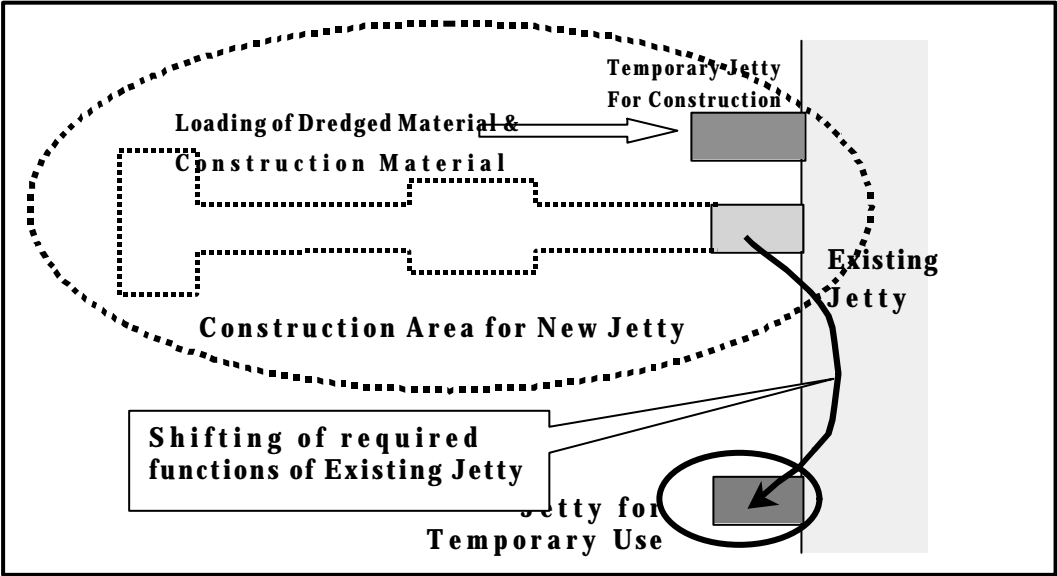 Temporary Jetty
For Construction
Loading of Dredged Material &
Construction Material
Existing
Jetty
Construction Area for New Jetty
Shifting of required
functions of Existing Jetty
Jetty for
Temporary Use